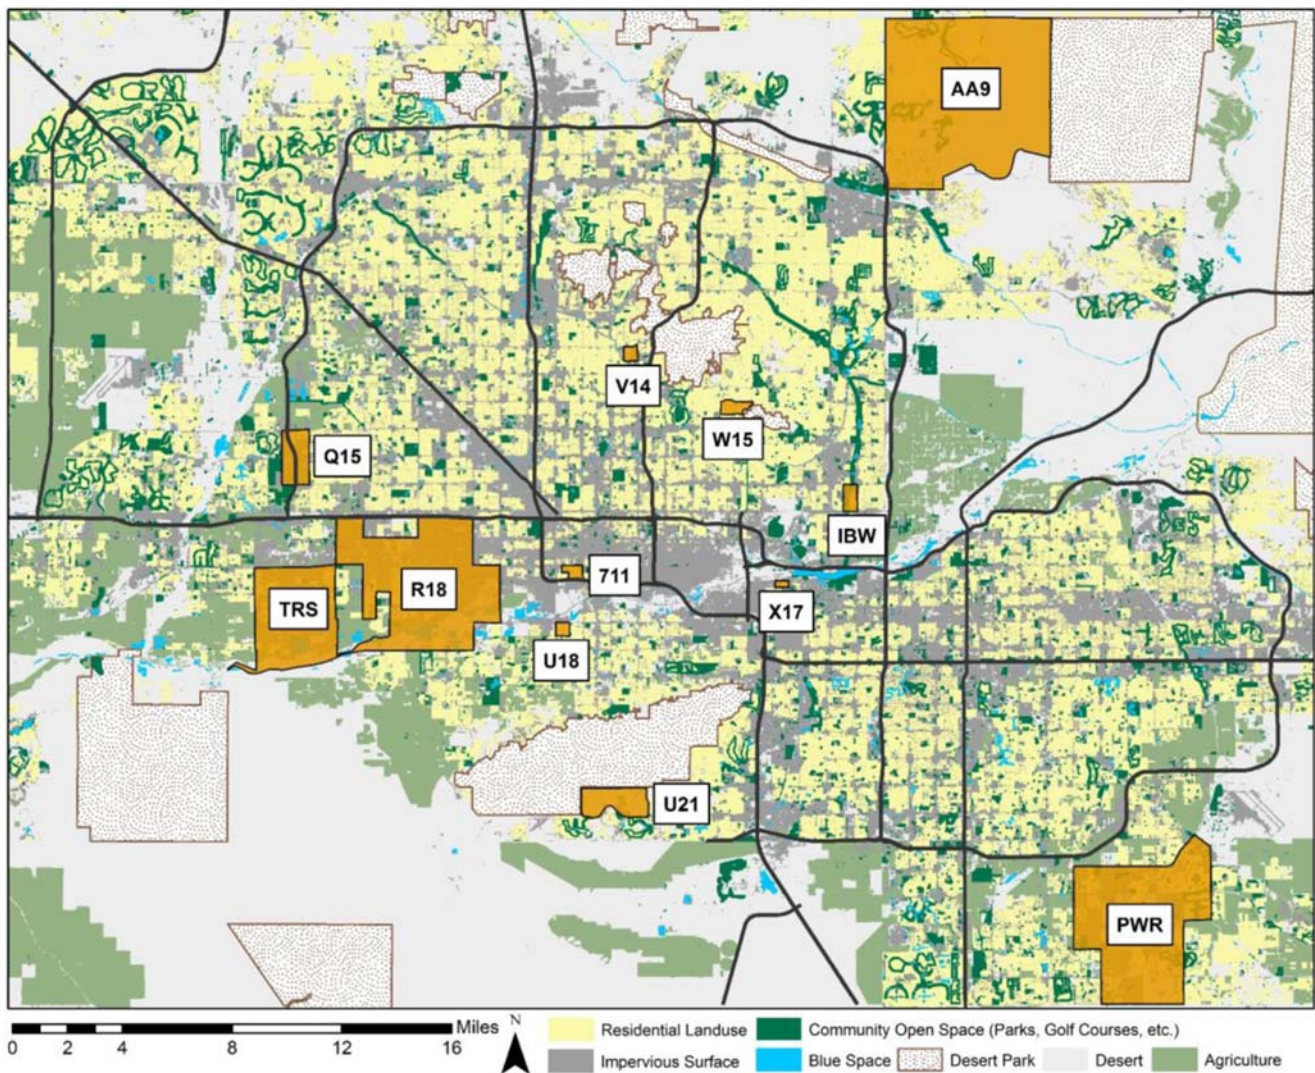 AA9
V14
W15
Q15
IBW
711
R18
TRS
X17
U18
U21
PWR
Miles
0 2 4 8 12 16
N
Residential Landuse
Community Open Space (Parks, Golf Courses, etc.)
Impervious Surface
Blue Space
Desert Park
Desert
Agriculture